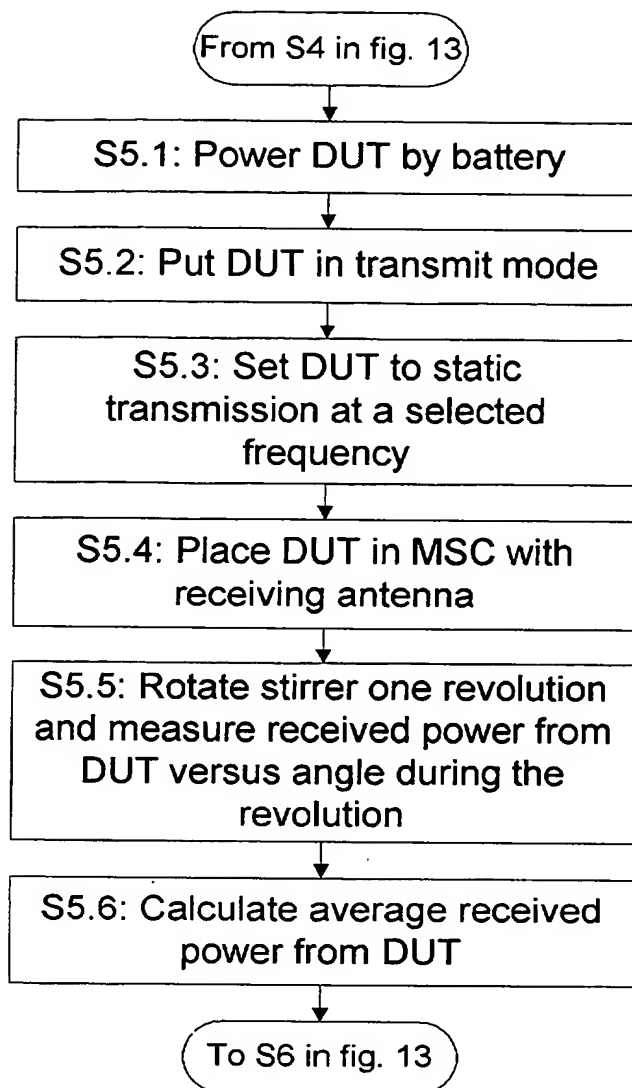 From S4 in fig. 13
S5.1: Power DUT by battery
S5.2: Put DUT in transmit mode
S5.3: Set DUT to static
transmission at a selected
frequency
S5.4: Place DUT in MSC with
receiving antenna
S5.5: Rotate stirrer one revolution
and measure received power from
DUT versus angle during the
revolution
S5.6: Calculate average received
power from DUT
To S6 in fig. 13